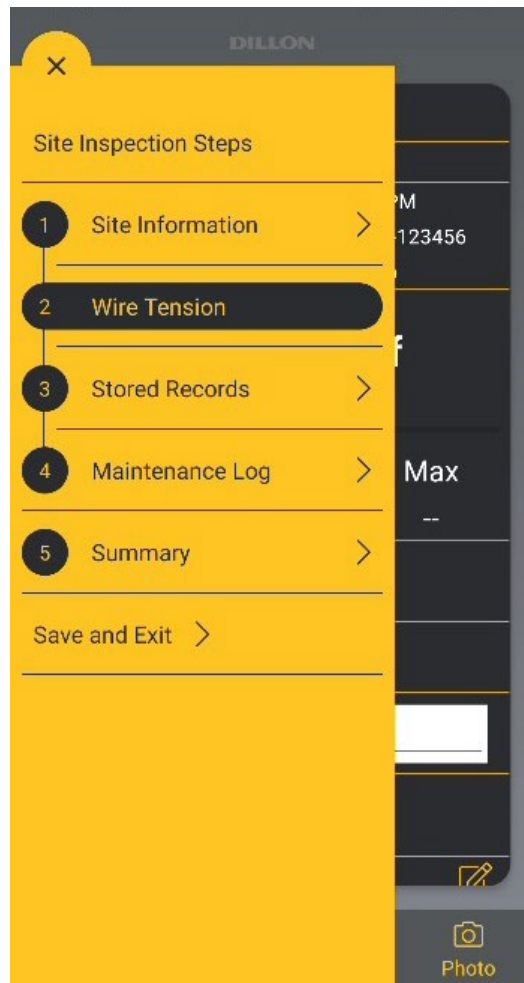 DILLON
Site Inspection Steps
1 Site Information
PM
-123456
2 Wire Tension
f
3 Stored Records
4 Maintenance Log
Max
--
5 Summary
Save and Exit
Photo